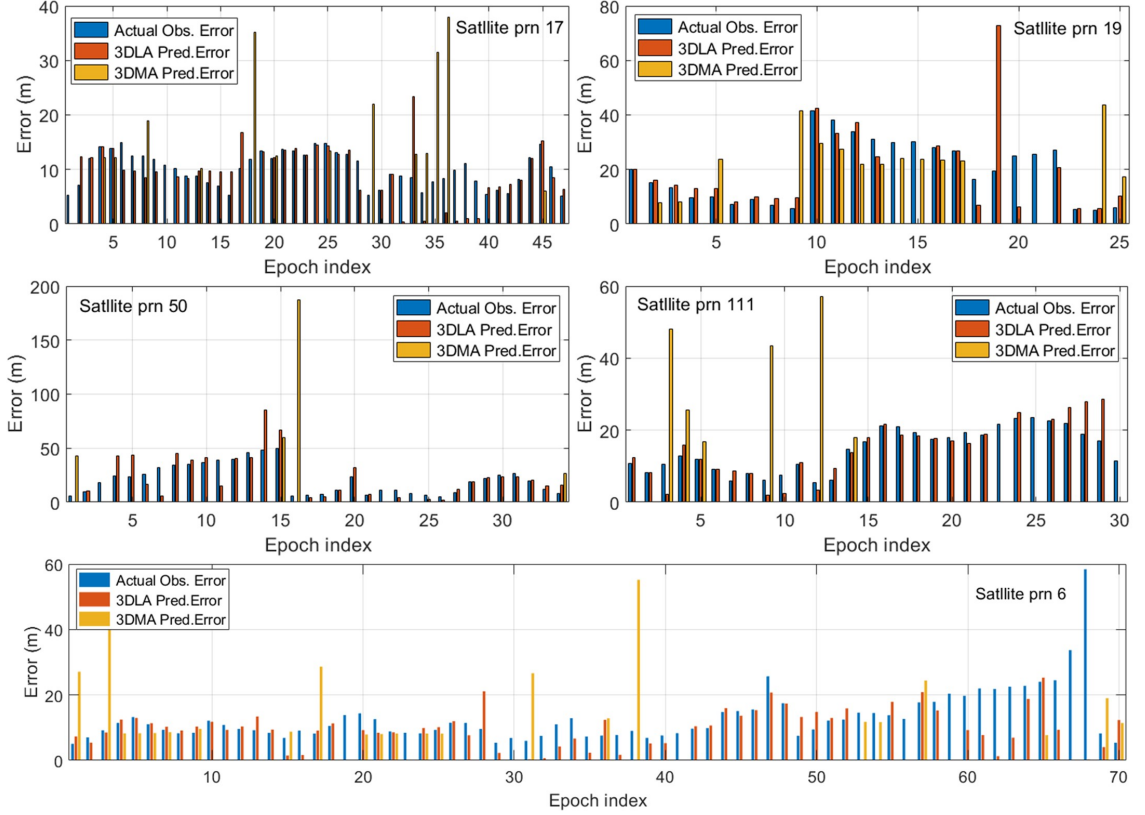 Satllite prn 17
Actual Obs. Error
3DLA Pred.Error
3DMA Pred.Error
40
30
20
10
0
Error (m)
5 10 15 20 25 30 35 40 45
Epoch index
Satllite prn 19
Actual Obs. Error
3DLA Pred.Error
3DMA Pred.Error
80
60
40
20
0
Error (m)
5 10 15 20 25
Epoch index
Satllite prn 50
Actual Obs. Error
3DLA Pred.Error
3DMA Pred.Error
200
150
100
50
0
Error (m)
5 10 15 20 25 30
Epoch index
Satllite prn 111
Actual Obs. Error
3DLA Pred.Error
3DMA Pred.Error
60
40
20
0
Error (m)
5 10 15 20 25 30
Epoch index
Actual Obs. Error
3DLA Pred.Error
3DMA Pred.Error
Satllite prn 6
60
40
20
0
Error (m)
10 20 30 40 50 60 70
Epoch index